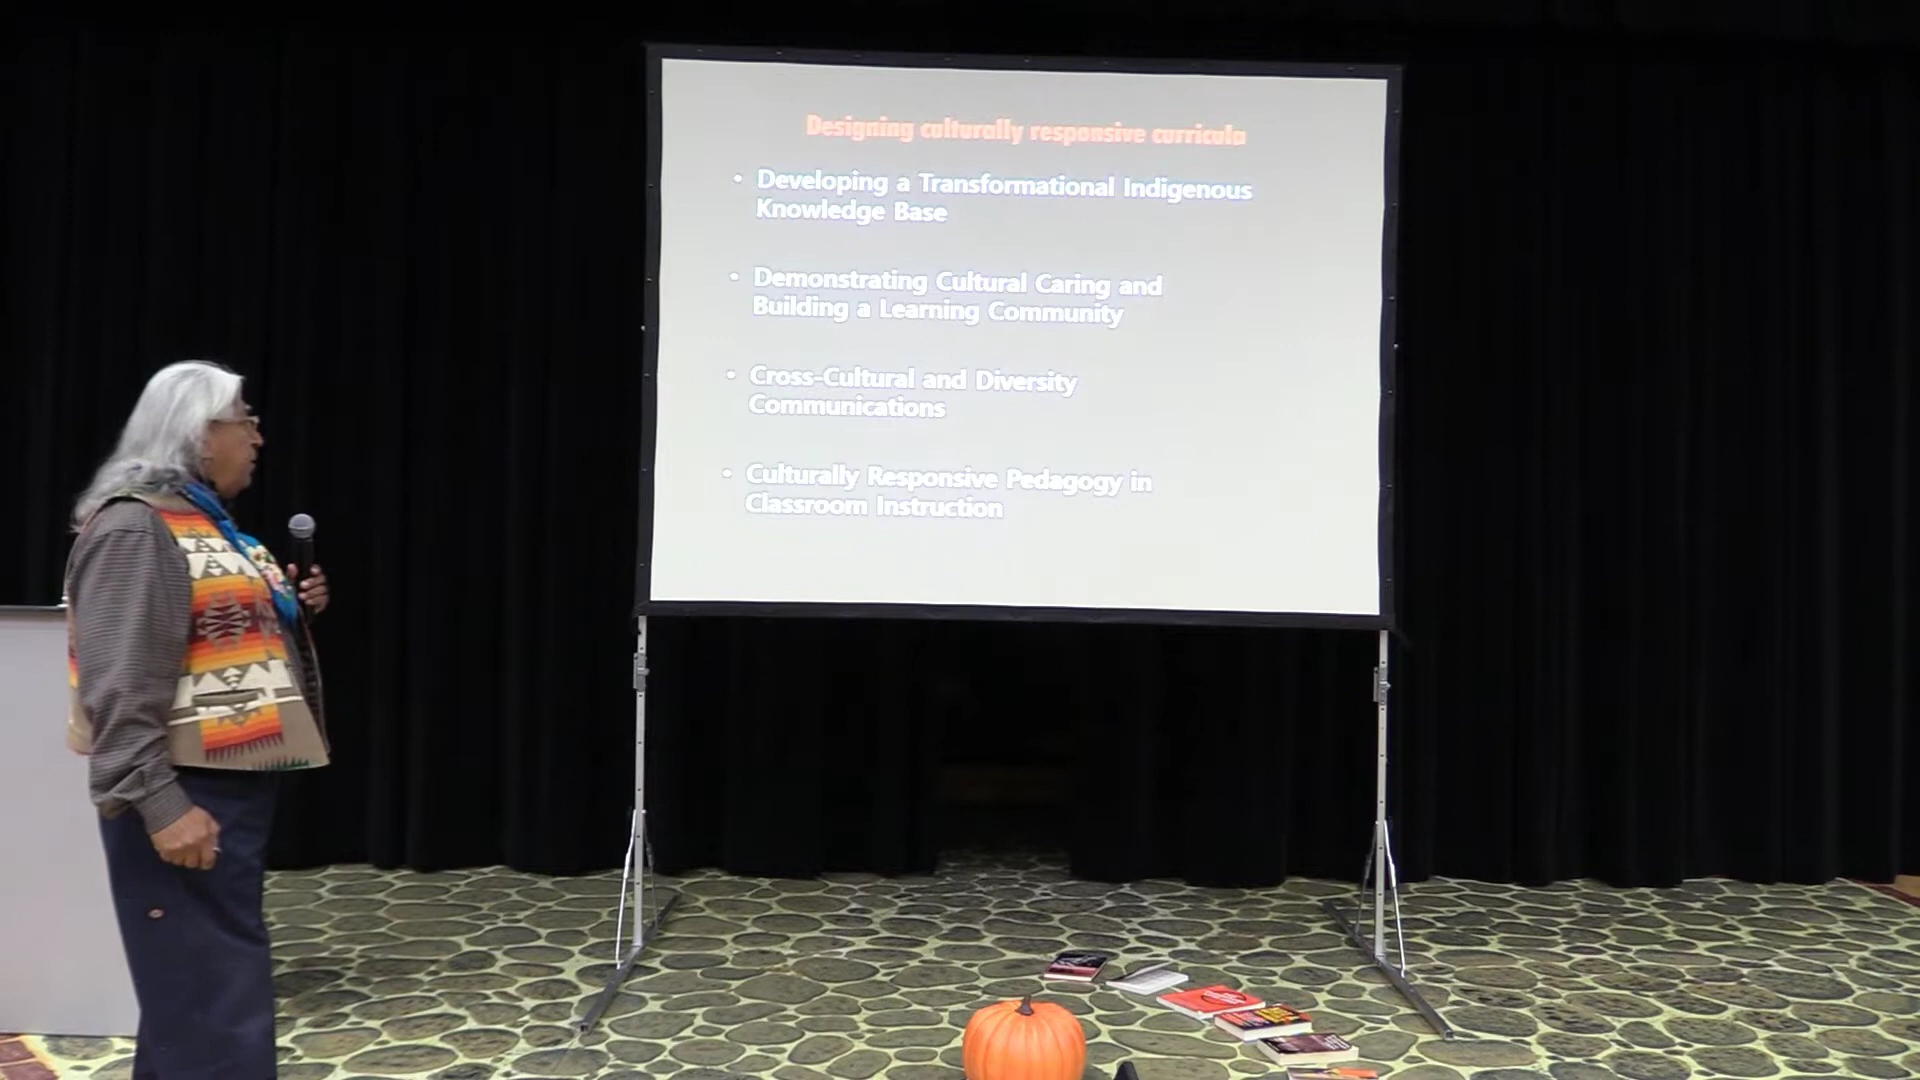 Designing culturally responsive curricula
• Developing a Transformational Indigenous
Knowledge Base
• Demonstrating Cultural Caring and
Building a Learning Community
• Cross-Cultural and Diversity
Communications
• Culturally Responsive Pedagogy in
Classroom Instruction